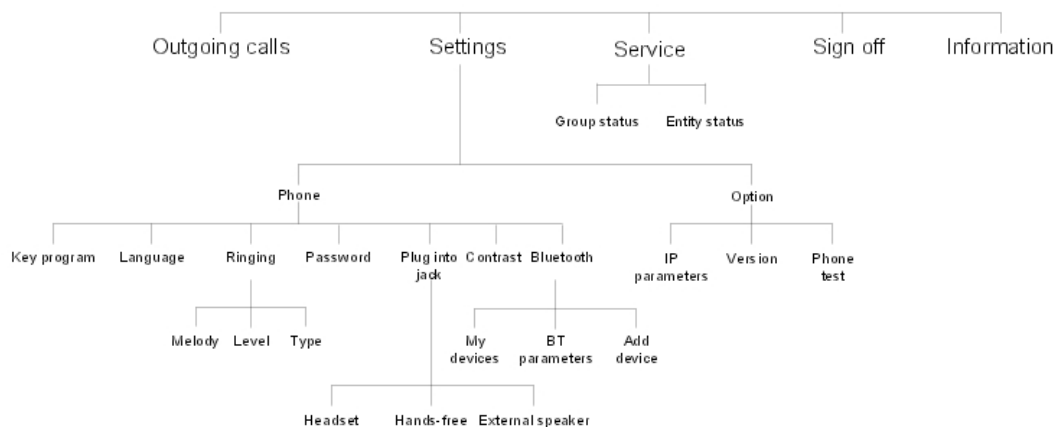 Outgoing calls
Settings
Service
Sign off
Information
Group status
Entity status
Phone
Option
Key program
Language
Ringing
Password
Plug into
jack
Contrast
Bluetooth
IP
parameters
Version
Phone
test
Melody
Level
Type
My
devices
BT
parameters
Add
device
Headset
Hands-free
External speaker